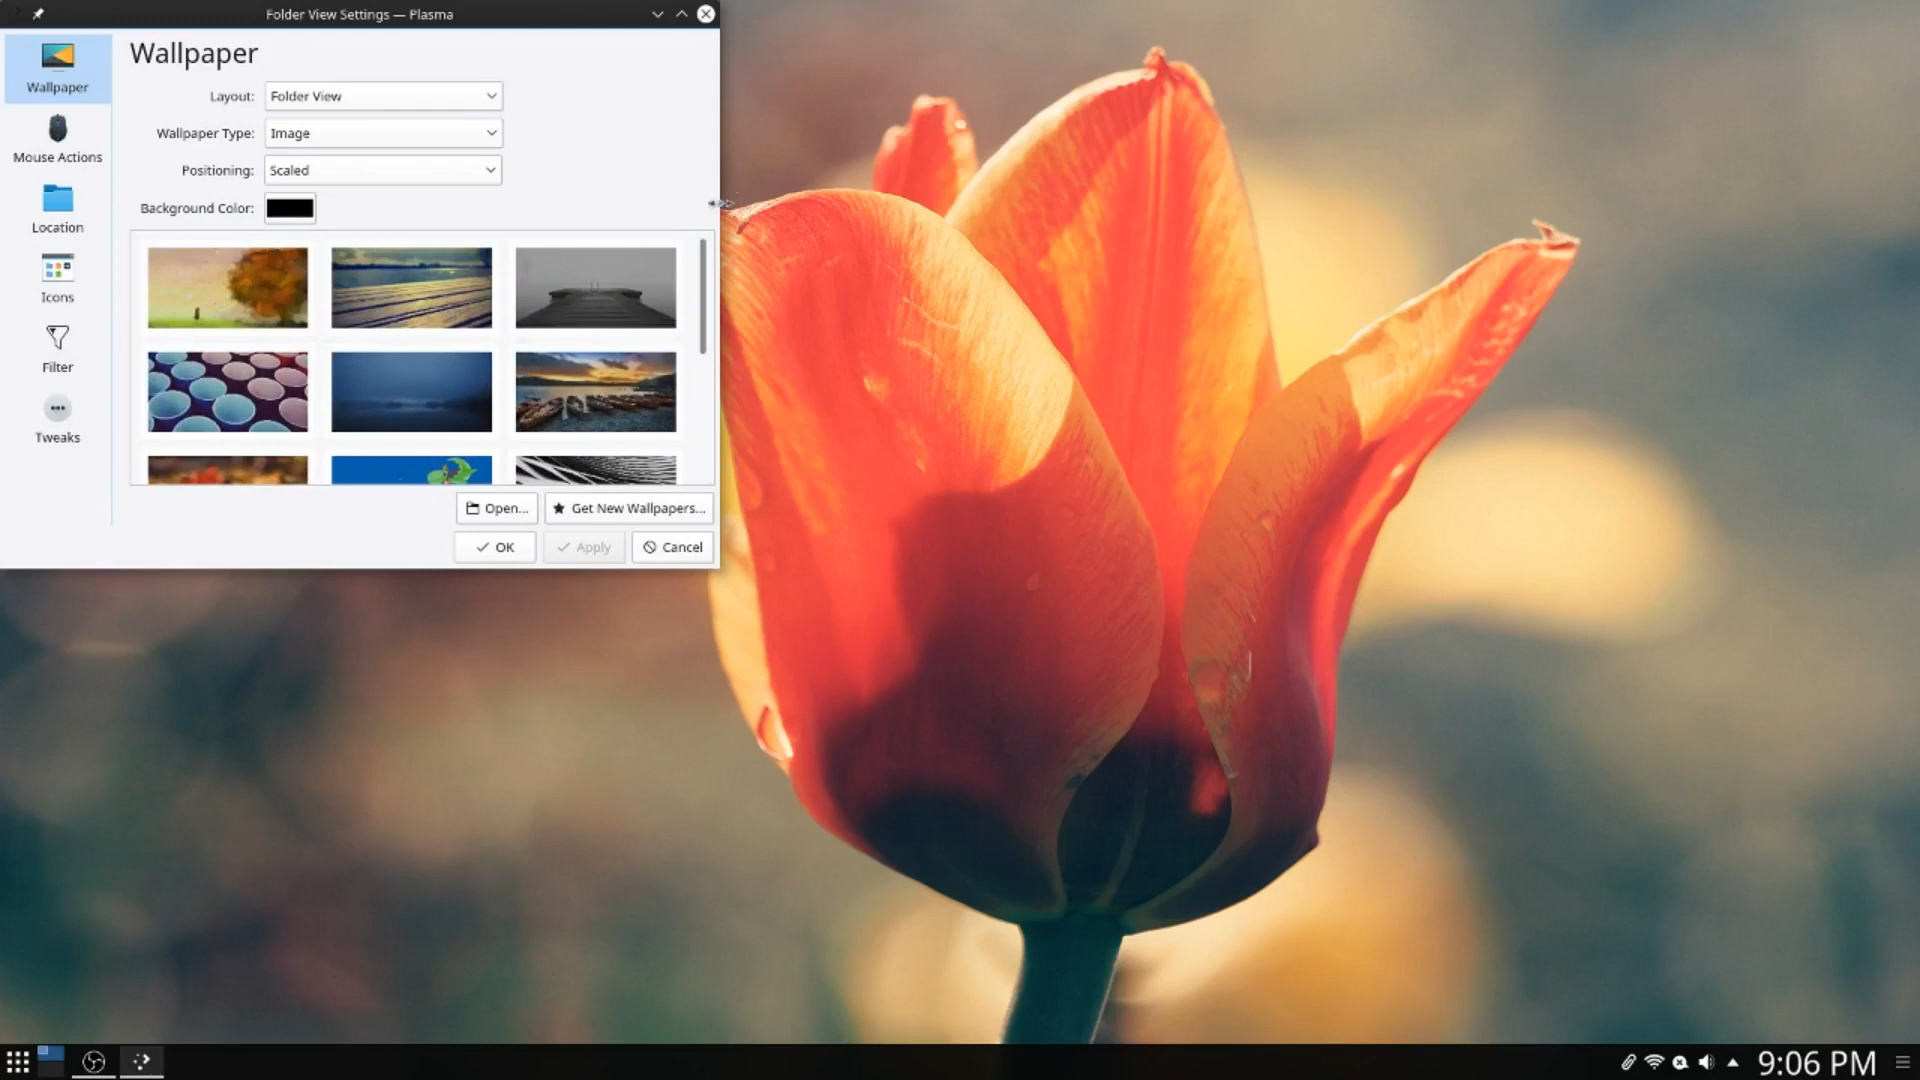 Folder View Settings — Plasma
Wallpaper
Wallpaper
Layout: Folder View
Wallpaper Type: Image
Mouse Actions
Positioning: Scaled
Background Color:
Location
Icons
Filter
Tweaks
Open... Get New Wallpapers...
OK Apply Cancel
9:06 PM